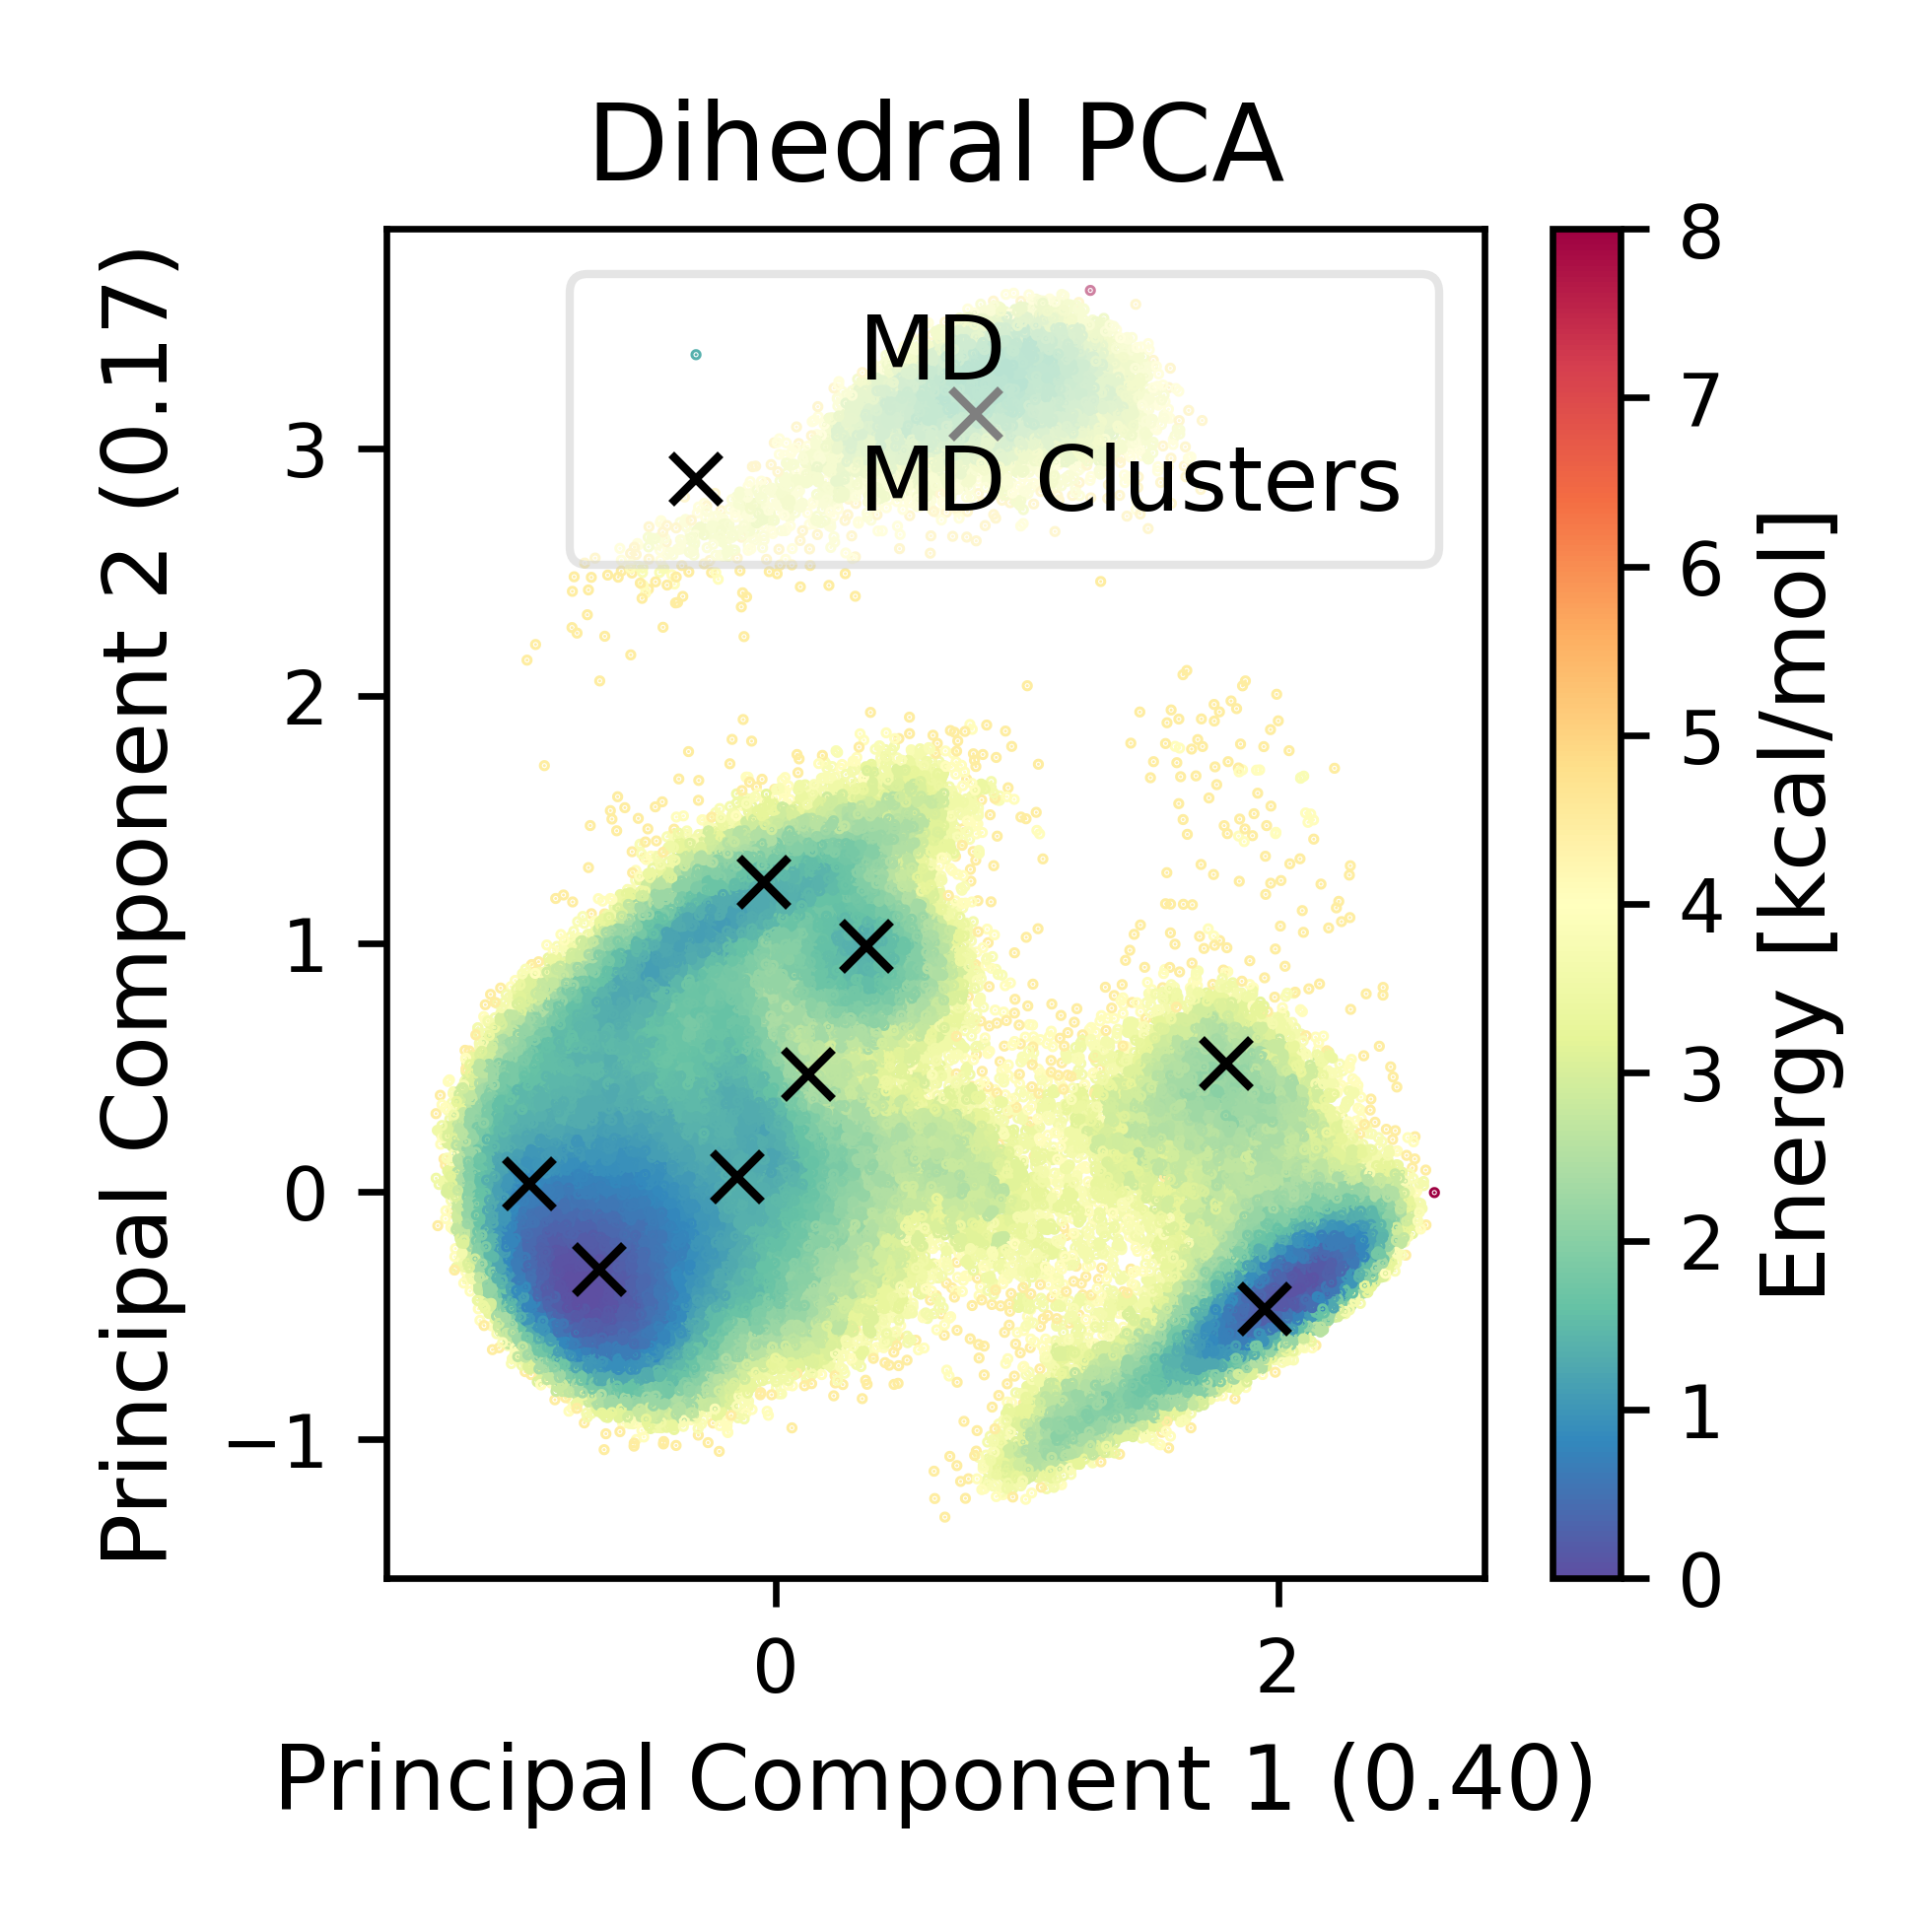 Dihedral PCA
MD
MD Clusters
Principal Component 2 (0.17)
3
2
1
0
−1
0
2
Principal Component 1 (0.40)
8
7
6
5
4
3
2
1
0
Energy [kcal/mol]